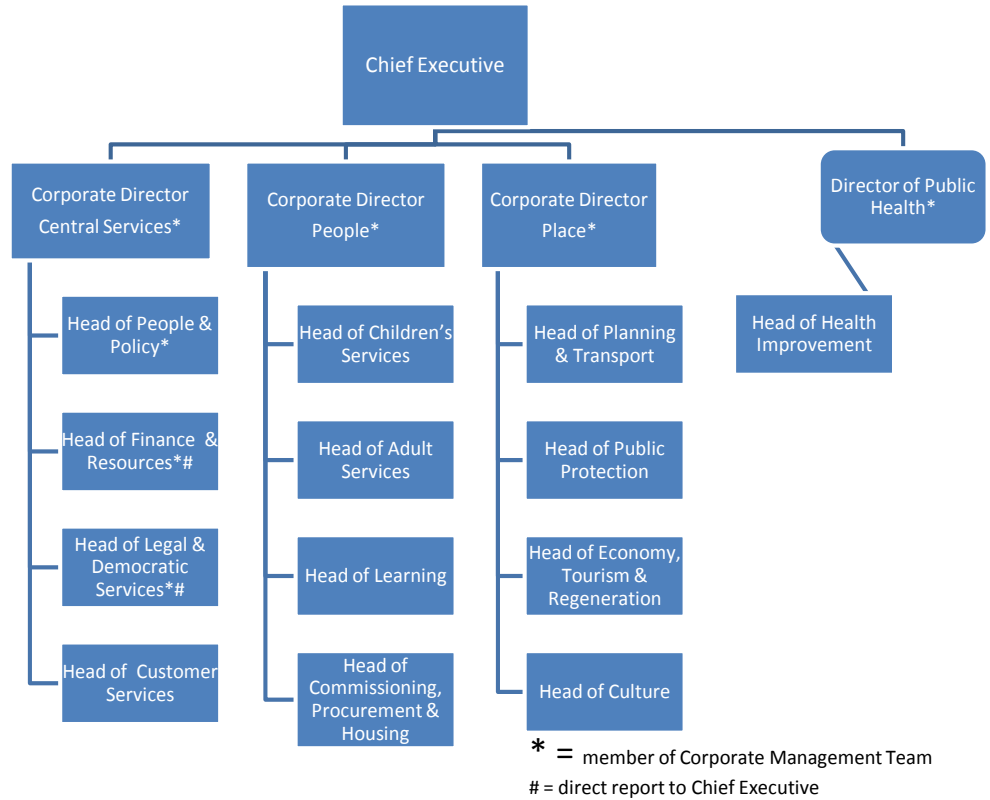 Chief Executive
Corporate Director
Central Services*
Head of People &
Policy*
Head of Finance &
Resources*#
Head of Legal &
Democratic
Services*#
Head of Customer
Services
Corporate Director
People*
Head of Children’s
Services
Head of Adult
Services
Head of Learning
Head of
Commissioning,
Procurement &
Housing
Corporate Director
Place*
Head of Planning
& Transport
Head of Public
Protection
Head of Economy,
Tourism &
Regeneration
Head of Culture
Director of Public
Health*
Head of Health
Improvement
* = member of Corporate Management Team
# = direct report to Chief Executive